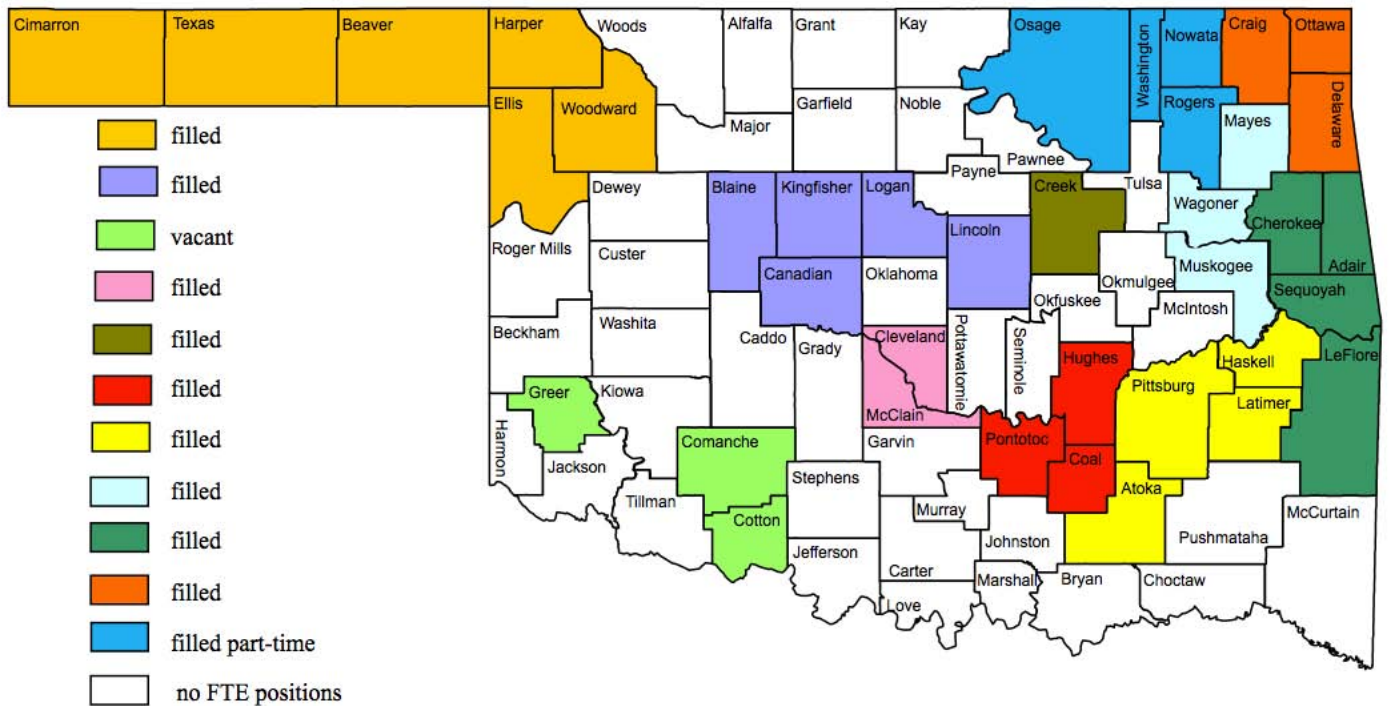 Cimarron
Texas
Beaver
Harper
Woods
Alfalfa
Grant
Kay
Osage
Washington
Nowata
Craig
Ottawa
Ellis
Woodward
Major
Garfield
Noble
Pawnee
Rogers
Mayes
Delaware
Dewey
Blaine
Kingfisher
Logan
Payne
Creek
Tulsa
Wagoner
Cherokee
Adair
Roger Mills
Custer
Canadian
Oklahoma
Lincoln
Okmulgee
Muskogee
Sequoyah
Beckham
Washita
Caddo
Grady
Cleveland
Pottawatomie
Seminole
Okfuskee
McIntosh
Hughes
Pittsburg
Haskell
LeFlore
Greer
Kiowa
McClain
Latimer
Harmon
Jackson
Comanche
Garvin
Pontotoc
Coal
Atoka
Tillman
Cotton
Stephens
Murray
Johnston
Pushmataha
McCurtain
Jefferson
Carter
Marshall
Bryan
Choctaw
Love
filled
filled
vacant
filled
filled
filled
filled
filled
filled
filled
filled part-time
no FTE positions